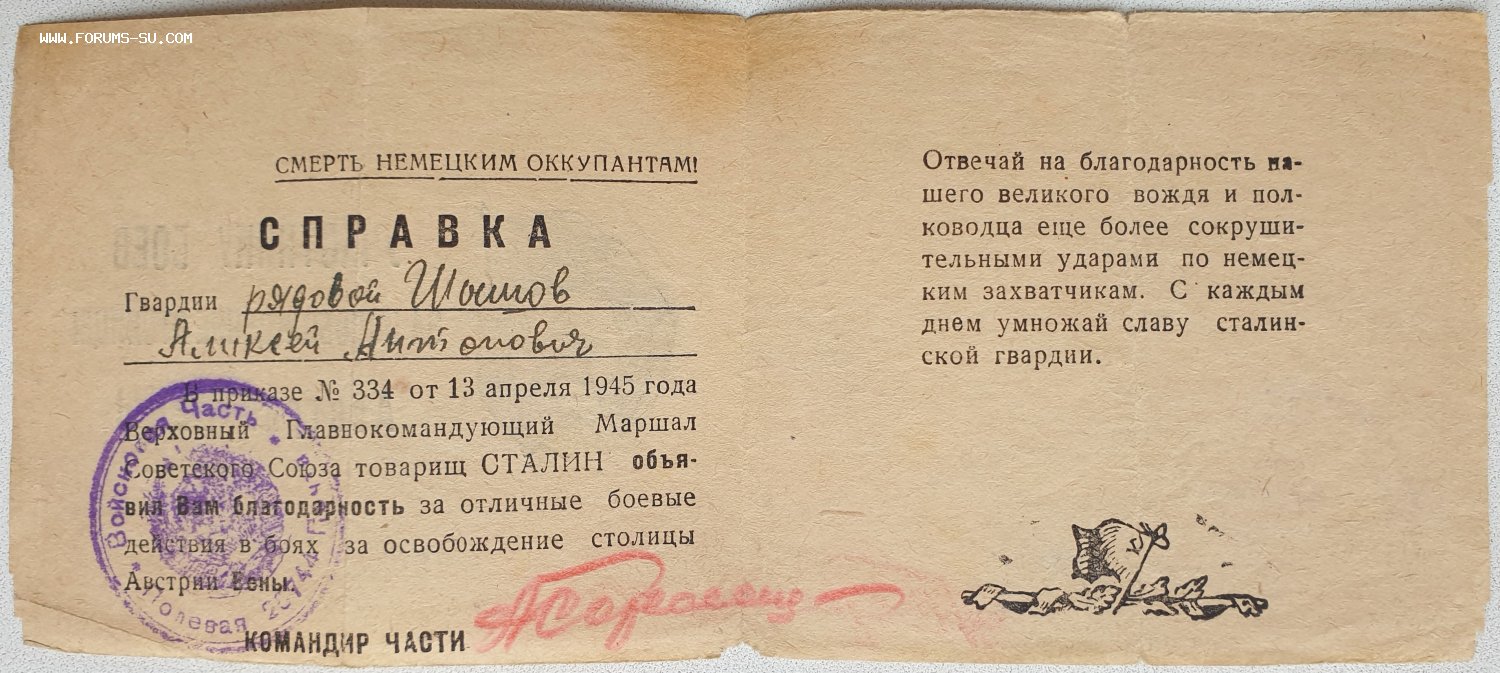 WWW.FORUMS-SU.COM
СМЕРТЬ НЕМЕЦКИМ ОККУПАНТАМ!
СПРАВКА
Гвардии рядовой
Алексей Антонович
В приказе № 334 от 13 апреля 1945 года
Верховный Главнокомандующий Маршал
Советского Союза товарищ СТАЛИН объя-
вил Вам благодарность за отличные боевые
действия в боях за освобождение столицы
Австрии Вены.
КОМАНДИР ЧАСТИ
Войсковая Часть
Полевая
Отвечай на благодарность на-
шего великого вождя и пол-
ководца еще более сокруши-
тельными ударами по немец-
ким захватчикам. С каждым
днем умножай славу сталин-
ской гвардии.